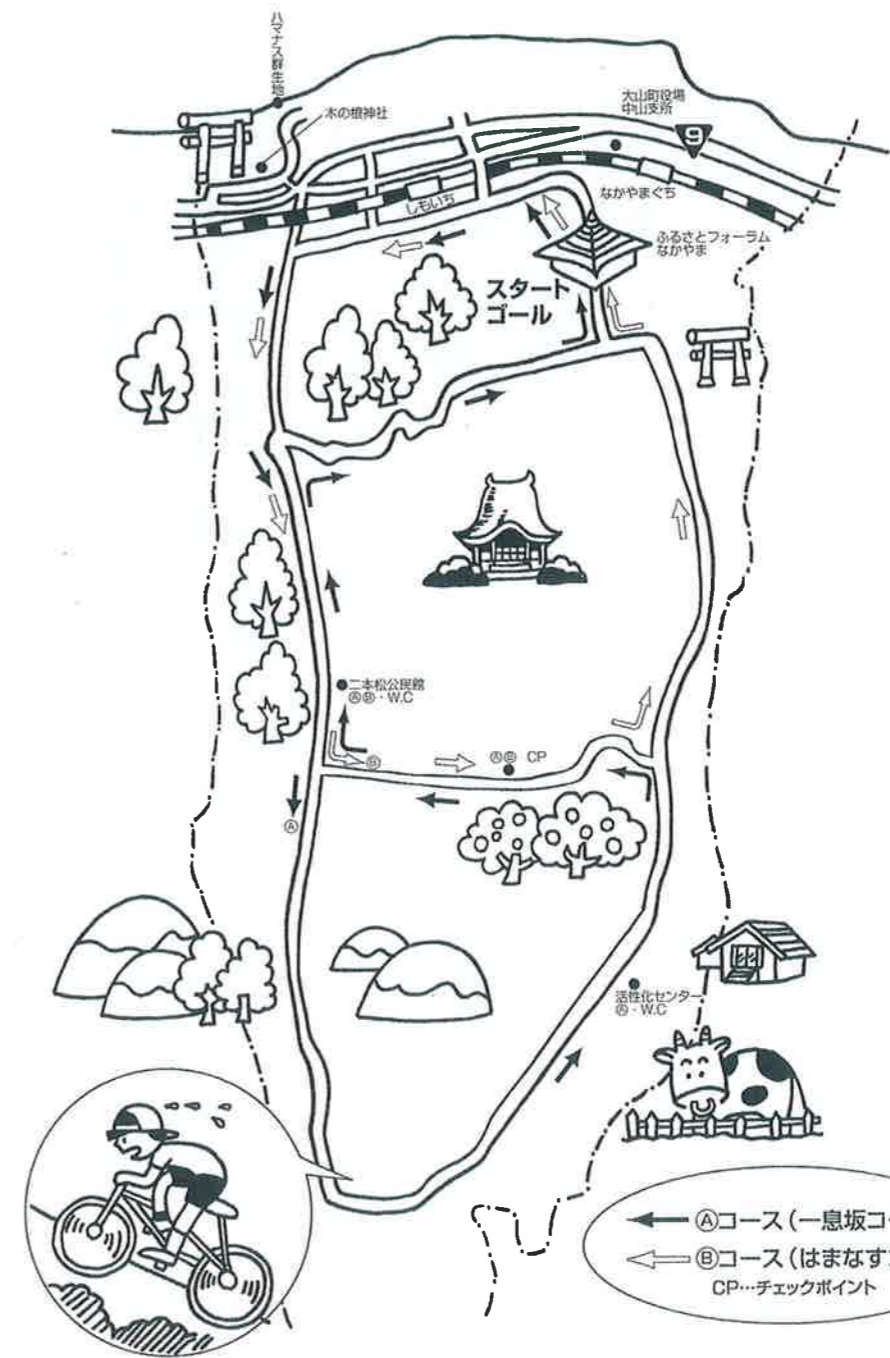 ハマナス群生地
木の根神社
大山町役場
中山支所
9
しもいち
なかやまぐち
ふるさとフォーラム
なかやま
スタート
ゴール
二本松公民館
・W.C
Ⓑ
CP
Ⓐ
活性化センター
・W.C
Ⓐコース(一息坂コー
Ⓑコース(はまなす
CP…チェックポイント